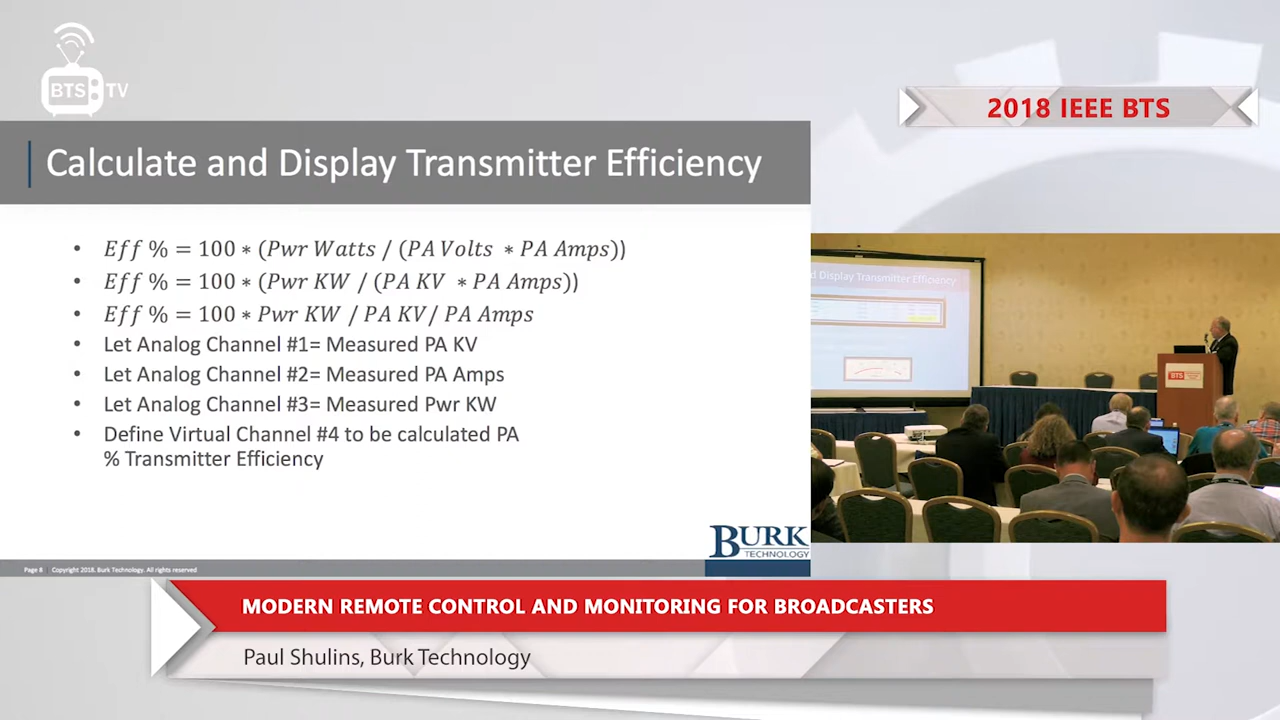 BTS TV
2018 IEEE BTS
Calculate and Display Transmitter Efficiency
• Eff % = 100 ∗ (Pwr Watts / (PA Volts ∗ PA Amps))
• Eff % = 100 ∗ (Pwr KW / (PA KV ∗ PA Amps))
• Eff % = 100 ∗ Pwr KW / PA KV/ PA Amps
• Let Analog Channel #1= Measured PA KV
• Let Analog Channel #2= Measured PA Amps
• Let Analog Channel #3= Measured Pwr KW
• Define Virtual Channel #4 to be calculated PA
% Transmitter Efficiency
d Display Transmitter Efficiency
BTS
BURK
TECHNOLOGY
Page 8 | Copyright 2018. Burk Technology. All rights reserved
MODERN REMOTE CONTROL AND MONITORING FOR BROADCASTERS
Paul Shulins, Burk Technology